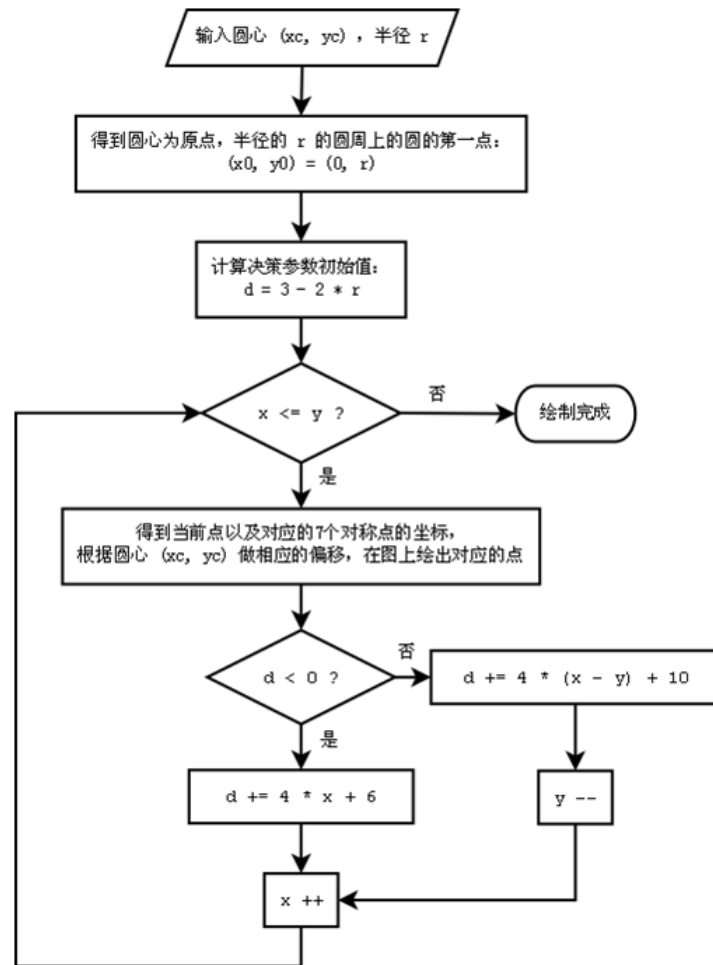 输入圆心 (xc, yc) , 半径 r
得到圆心为原点, 半径的 r 的圆周上的圆的第一点:
(x0, y0) = (0, r)
计算决策参数初始值:
d = 3 - 2 * r
x <= y ?
否
绘制完成
是
得到当前点以及对应的7个对称点的坐标,
根据圆心 (xc, yc) 做相应的偏移, 在图上绘出对应的点
d < 0 ?
否
d += 4 * (x - y) + 10
是
d += 4 * x + 6
y --
x ++